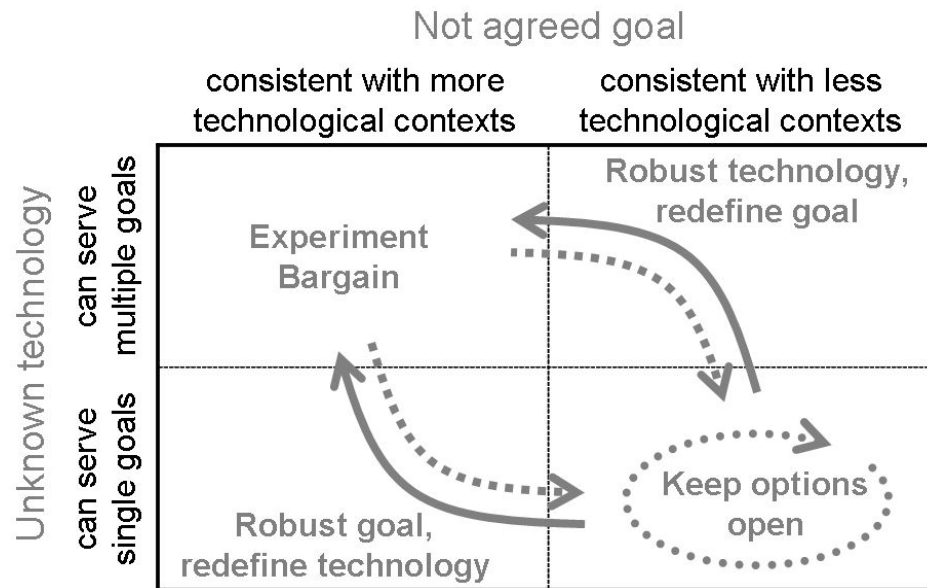 Not agreed goal
consistent with more
technological contexts
consistent with less
technological contexts
Unknown technology
can serve
multiple goals
can serve
single goals
Experiment
Bargain
Robust technology,
redefine goal
Robust goal,
redefine technology
Keep options
open